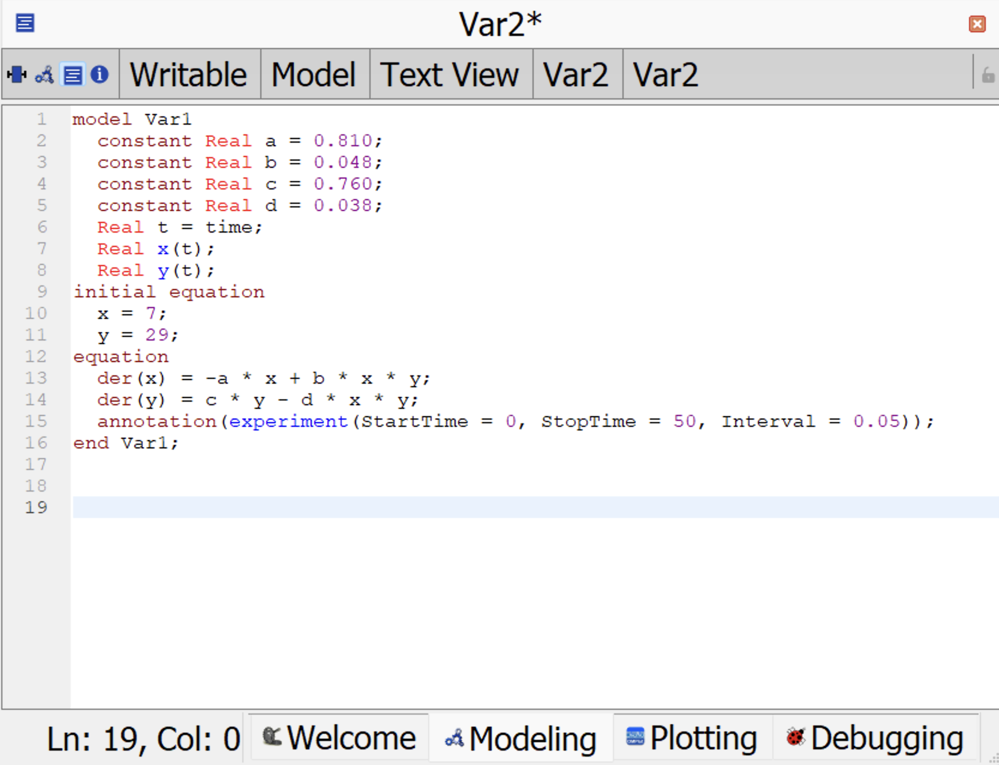 Var2*
Writable Model Text View Var2 Var2
1 model Var1
2   constant Real a = 0.810;
3   constant Real b = 0.048;
4   constant Real c = 0.760;
5   constant Real d = 0.038;
6   Real t = time;
7   Real x(t);
8   Real y(t);
9 initial equation
10   x = 7;
11   y = 29;
12 equation
13   der(x) = -a * x + b * x * y;
14   der(y) = c * y - d * x * y;
15   annotation(experiment(StartTime = 0, StopTime = 50, Interval = 0.05));
16 end Var1;
17
18
19
Ln: 19, Col: 0 Welcome Modeling Plotting Debugging